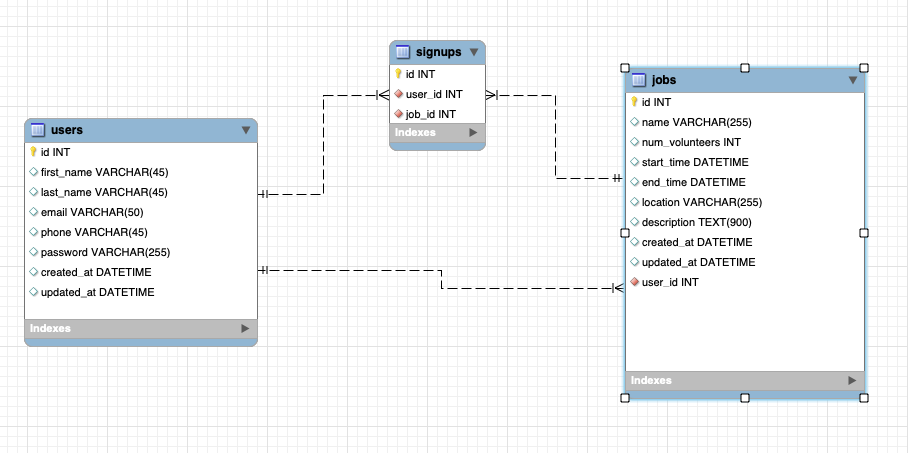 signups
id INT
user_id INT
job_id INT
Indexes
users
id INT
first_name VARCHAR(45)
last_name VARCHAR(45)
email VARCHAR(50)
phone VARCHAR(45)
password VARCHAR(255)
created_at DATETIME
updated_at DATETIME
Indexes
jobs
id INT
name VARCHAR(255)
num_volunteers INT
start_time DATETIME
end_time DATETIME
location VARCHAR(255)
description TEXT(900)
created_at DATETIME
updated_at DATETIME
user_id INT
Indexes